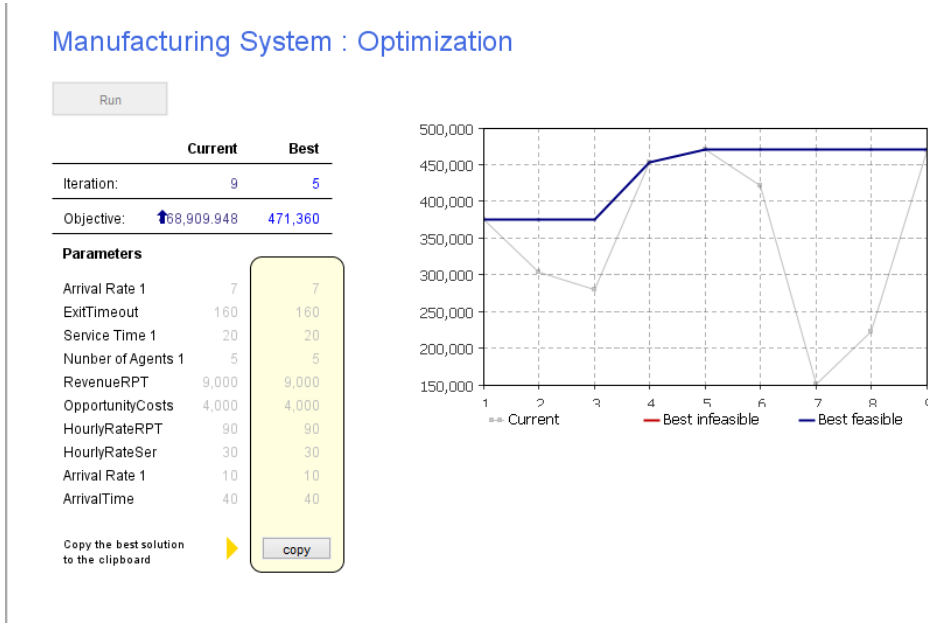 Manufacturing System : Optimization
Run
Current Best
Iteration: 9 5
Objective: 68,909.948 471,360
Parameters
Arrival Rate 1 7 7
ExitTimeout 160 160
Service Time 1 20 20
Nunber of Agents 1 5 5
RevenueRPT 9,000 9,000
OpportunityCosts 4,000 4,000
HourlyRateRPT 90 90
HourlyRateSer 30 30
Arrival Rate 1 10 10
ArrivalTime 40 40
Copy the best solution
to the clipboard
copy
500,000
450,000
400,000
350,000
300,000
250,000
200,000
150,000
1 2 3 4 5 6 7 8 9
Current Best infeasible Best feasible